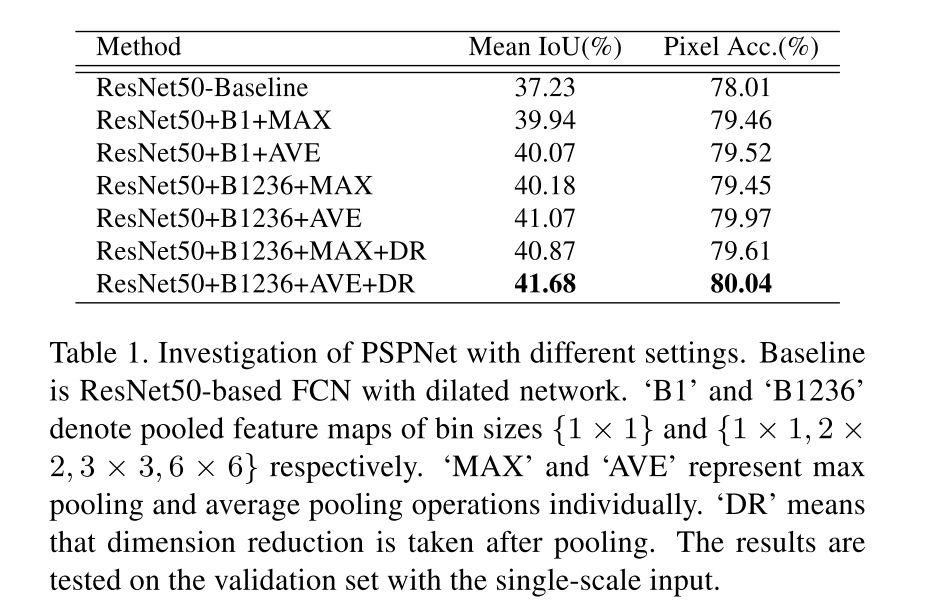 Method Mean IoU(%) Pixel Acc.(%)
ResNet50-Baseline 37.23 78.01
ResNet50+B1+MAX 39.94 79.46
ResNet50+B1+AVE 40.07 79.52
ResNet50+B1236+MAX 40.18 79.45
ResNet50+B1236+AVE 41.07 79.97
ResNet50+B1236+MAX+DR 40.87 79.61
ResNet50+B1236+AVE+DR 41.68 80.04
Table 1. Investigation of PSPNet with different settings. Baseline
is ResNet50-based FCN with dilated network. ‘B1’ and ‘B1236’
denote pooled feature maps of bin sizes {1 × 1} and {1 × 1, 2 ×
2, 3 × 3, 6 × 6} respectively. ‘MAX’ and ‘AVE’ represent max
pooling and average pooling operations individually. ‘DR’ means
that dimension reduction is taken after pooling. The results are
tested on the validation set with the single-scale input.